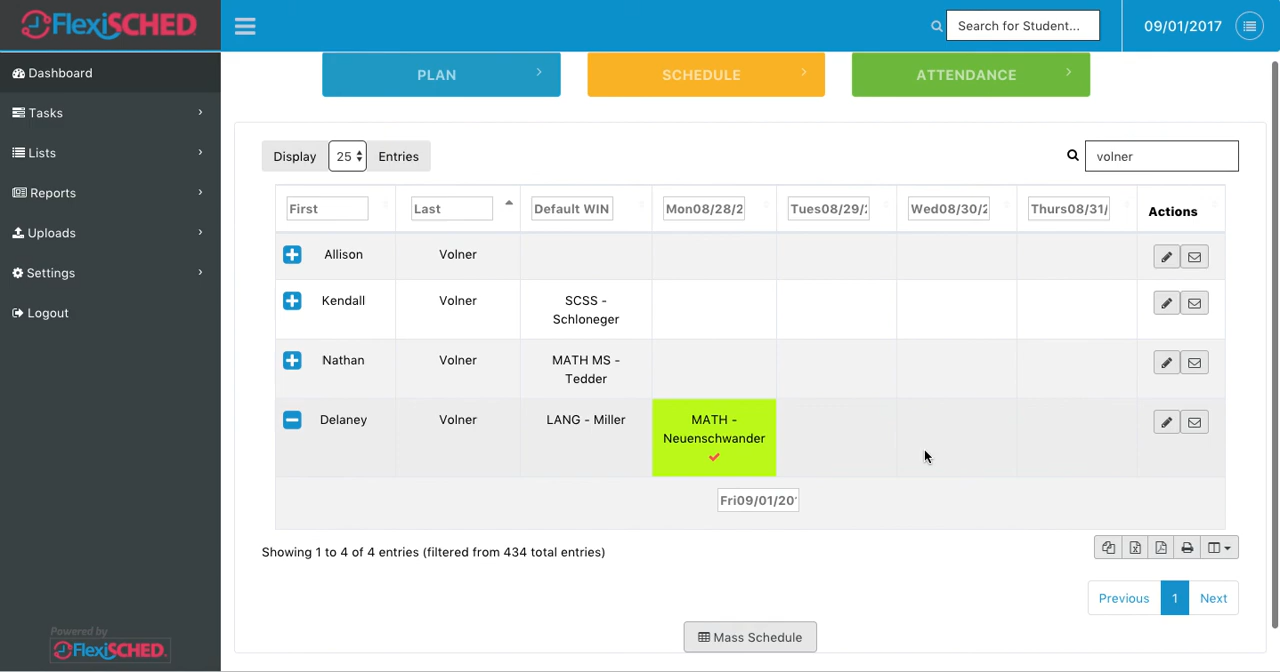 FlexiSCHED
Search for Student...
09/01/2017
Dashboard
Tasks
Lists
Reports
Uploads
Settings
Logout
PLAN
SCHEDULE
ATTENDANCE
Display 25 Entries
volner
First
Last
Default WIN
Mon08/28/2
Tues08/29/
Wed08/30/2
Thurs08/31/
Actions
Allison Volner
Kendall Volner SCSS - Schloneger
Nathan Volner MATH MS - Tedder
Delaney Volner LANG - Miller MATH - Neuenschwander
Fri09/01/20
Showing 1 to 4 of 4 entries (filtered from 434 total entries)
Previous 1 Next
Mass Schedule
Powered by
FlexiSCHED.